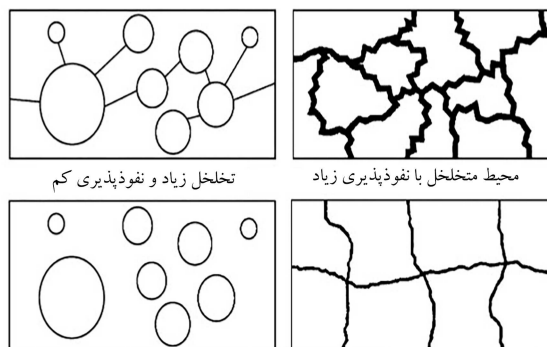 محیط متخلخل با نفوذپذیری زیاد
تخلخل زیاد و نفوذپذیری کم